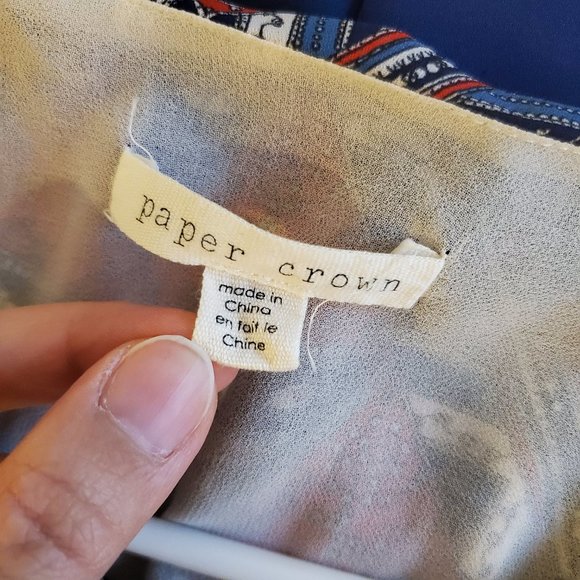 paper crown
made in
China
en fait le
Chine